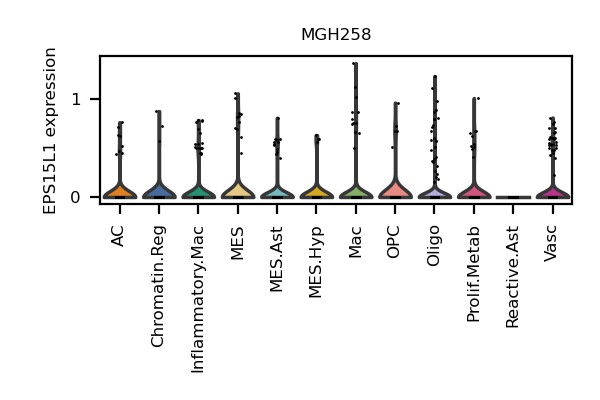 MGH258
EPS15L1 expression
1
0
AC
Chromatin.Reg
Inflammatory.Mac
MES
MES.Ast
MES.Hyp
Mac
OPC
Oligo
Prolif.Metab
Reactive.Ast
Vasc